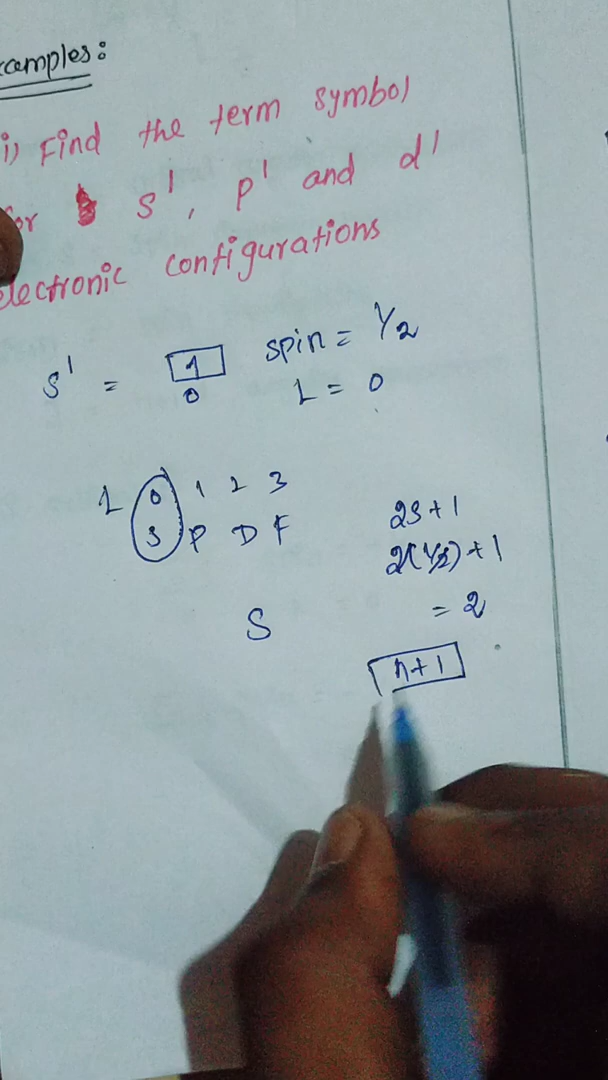 xamples:
i) Find the term symbol
or s¹, p¹ and d¹
electronic configurations
s¹ = 1 spin = 1/2
0 L = 0
L 0 1 2 3
S P D F
2s+1
2(1/2)+1
= 2
S
n+1